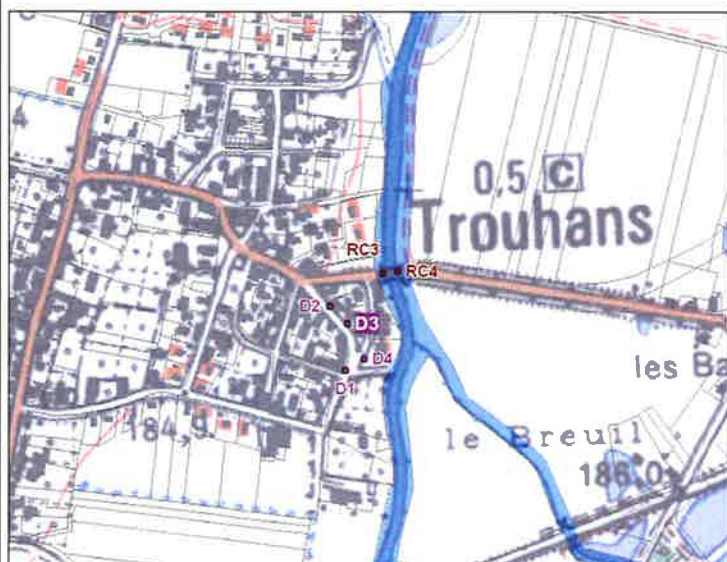 0,5 C
Trouhans
RC3
RC4
D2
D3
D4
D1
les Ba
184,9
le Breuil
186,0